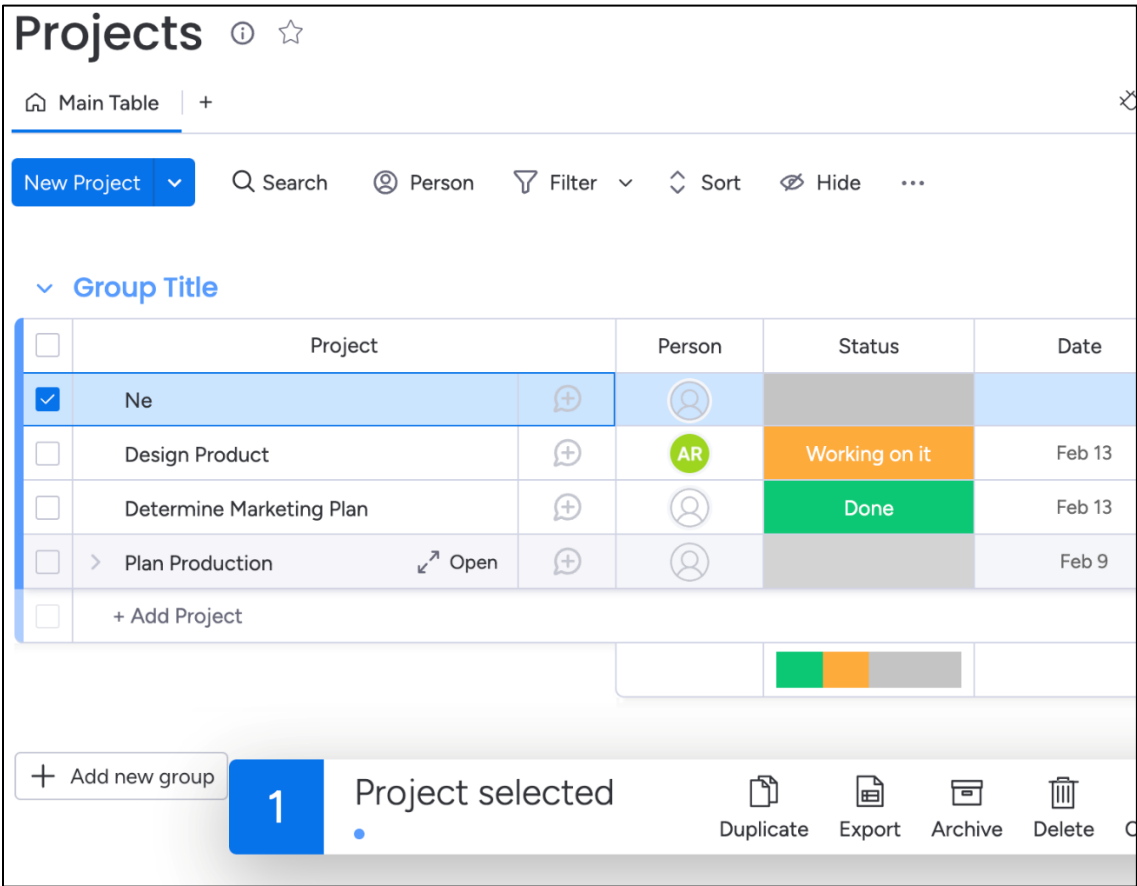 Projects
Main Table +
New Project Search Person Filter Sort Hide ...
Group Title
Project Person Status Date
Ne
Design Product AR Working on it Feb 13
Determine Marketing Plan Done Feb 13
Plan Production Open Feb 9
+ Add Project
+ Add new group
1 Project selected
Duplicate Export Archive Delete